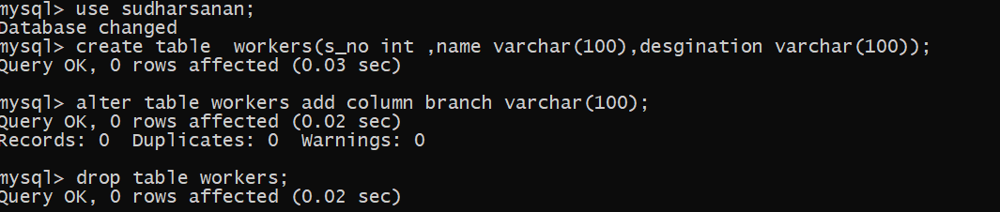 mysql> use sudharsanan;
Database changed
mysql> create table  workers(s_no int ,name varchar(100),desgination varchar(100));
Query OK, 0 rows affected (0.03 sec)
mysql> alter table workers add column branch varchar(100);
Query OK, 0 rows affected (0.02 sec)
Records: 0  Duplicates: 0  Warnings: 0
mysql> drop table workers;
Query OK, 0 rows affected (0.02 sec)